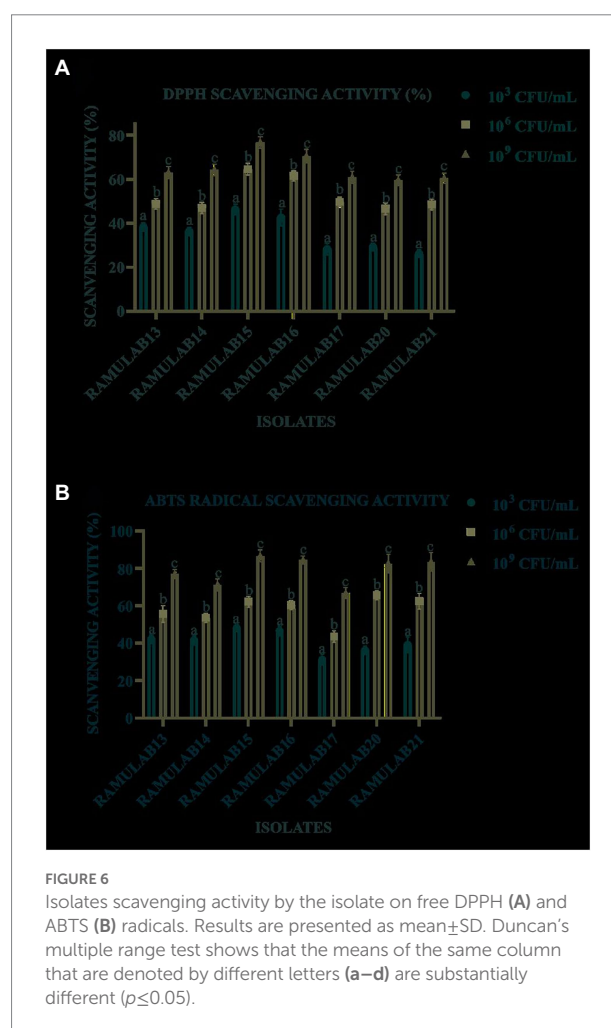 A
DPPH SCAVENGING ACTIVITY (%)
10³ CFU/mL
10⁶ CFU/mL
10⁹ CFU/mL
SCANVENGING ACTIVITY (%)
80
60
40
20
0
a b c a b c a b c a b c a b c a b c a b c
RAMULAB13
RAMULAB14
RAMULAB15
RAMULAB16
RAMULAB17
RAMULAB20
RAMULAB21
ISOLATES
B
ABTS RADICAL SCAVENGING ACTIVITY
10³ CFU/mL
10⁶ CFU/mL
10⁹ CFU/mL
SCANVENGING ACTIVITY (%)
100
80
60
40
20
0
a b c a b c a b c a b c a b c a b c a b c
RAMULAB13
RAMULAB14
RAMULAB15
RAMULAB16
RAMULAB17
RAMULAB20
RAMULAB21
ISOLATES
FIGURE 6
Isolates scavenging activity by the isolate on free DPPH (A) and
ABTS (B) radicals. Results are presented as mean±SD. Duncan's
multiple range test shows that the means of the same column
that are denoted by different letters (a–d) are substantially
different (p≤0.05).